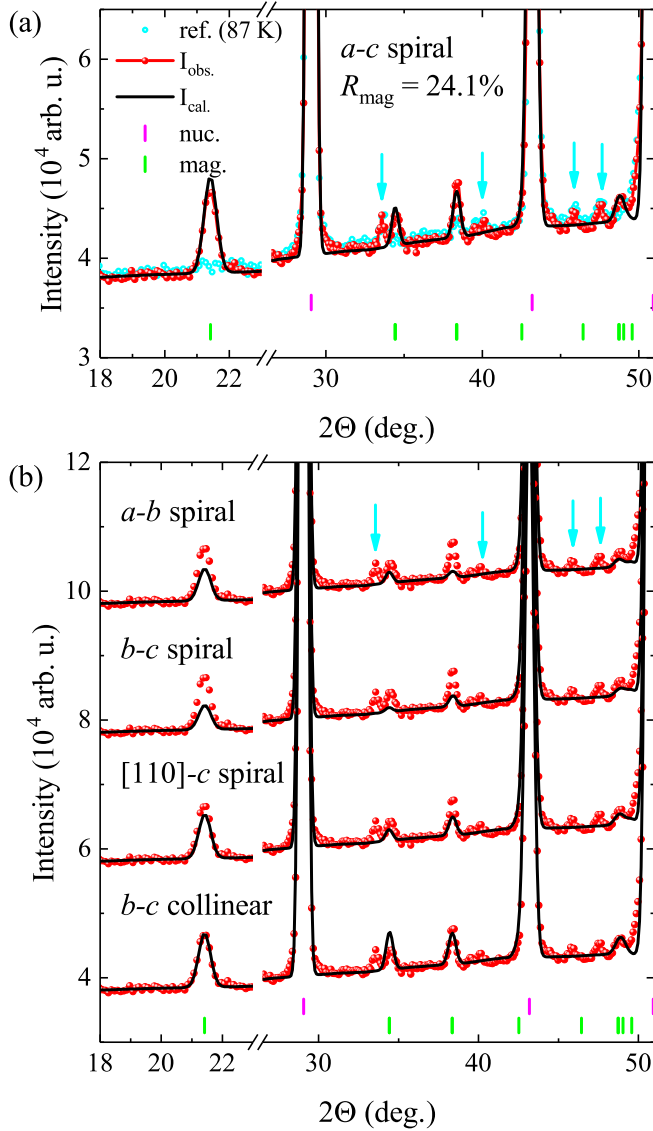 (a)
ref. (87 K)
I_obs.
I_cal.
nuc.
mag.
a-c spiral
R_mag = 24.1%
Intensity (10^4 arb. u.)
6
5
4
3
18 20 22 30 40 50
2Θ (deg.)
(b)
12
10
8
6
4
a-b spiral
b-c spiral
[110]-c spiral
b-c collinear
Intensity (10^4 arb. u.)
18 20 22 30 40 50
2Θ (deg.)